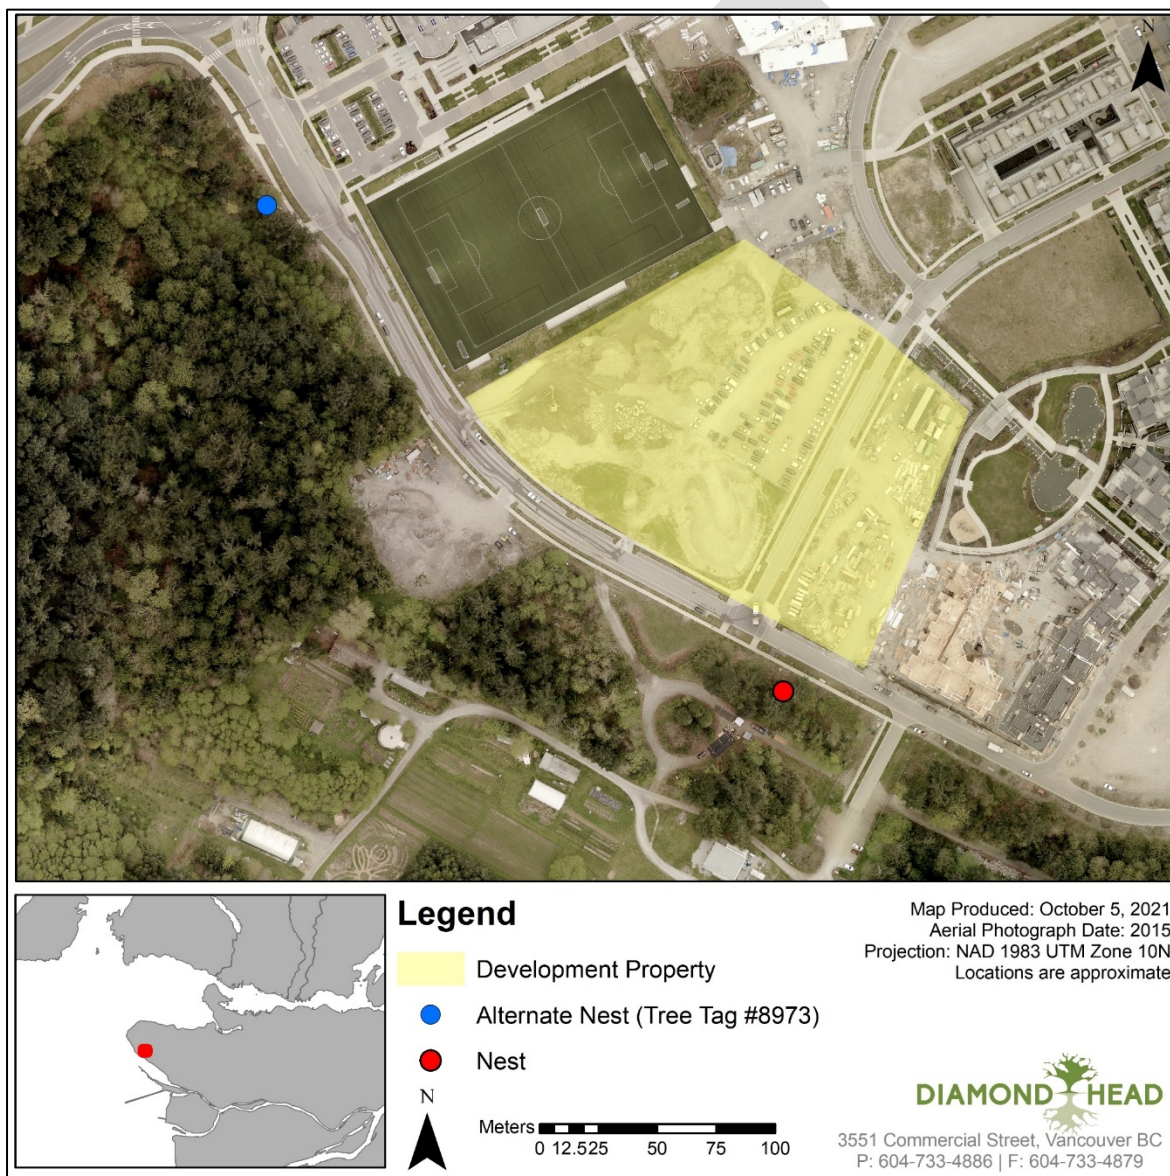 N
Legend
Development Property
Alternate Nest (Tree Tag #8973)
Nest
N
Meters
0 12.525 50 75 100
Map Produced: October 5, 2021
Aerial Photograph Date: 2015
Projection: NAD 1983 UTM Zone 10N
Locations are approximate
DIAMOND HEAD
3551 Commercial Street, Vancouver BC
P: 604-733-4886 | F: 604-733-4879